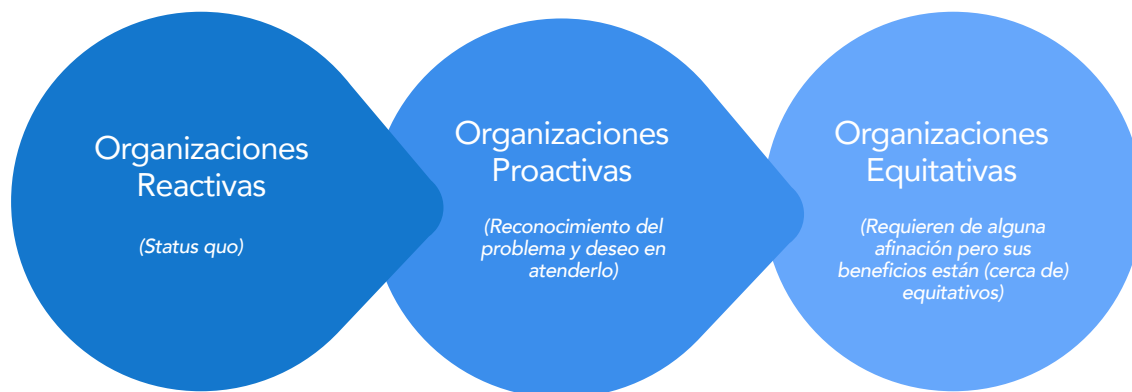 Organizaciones
Reactivas
(Status quo)
Organizaciones
Proactivas
(Reconocimiento del
problema y deseo en
atenderlo)
Organizaciones
Equitativas
(Requieren de alguna
afinación pero sus
beneficios están (cerca de)
equitativos)